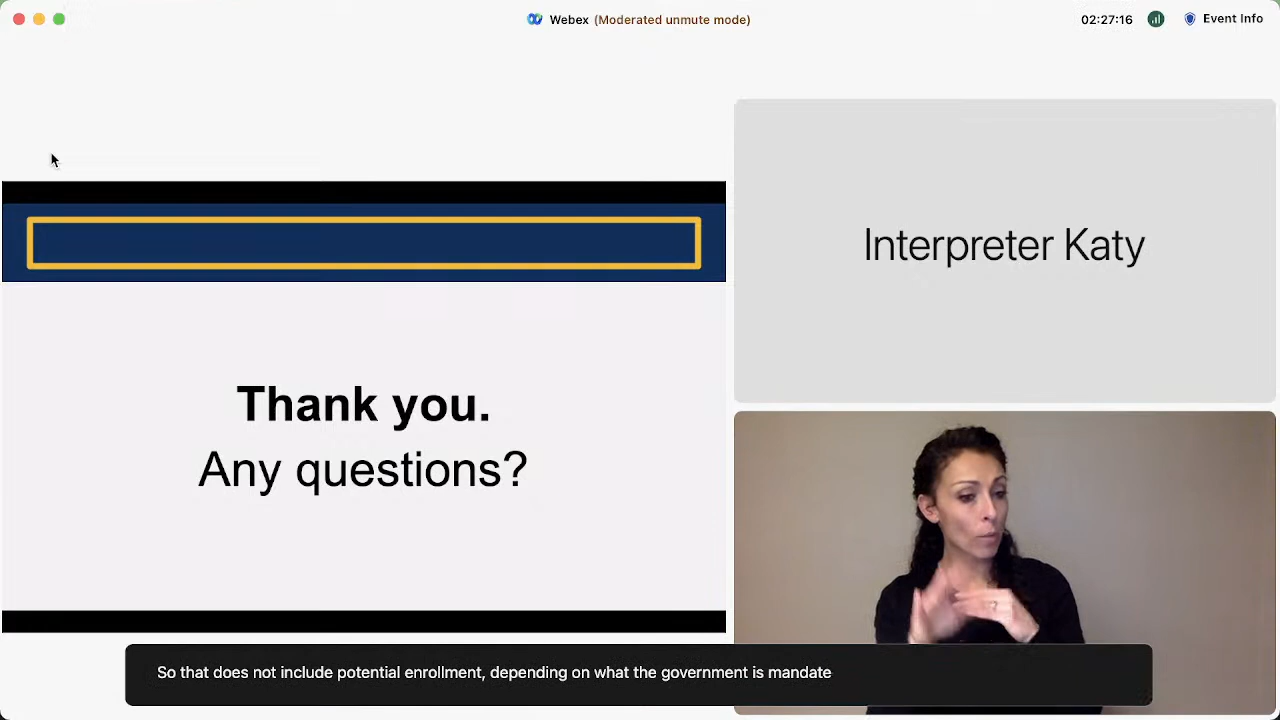 Webex (Moderated unmute mode)
02:27:16
Event Info
Interpreter Katy
Thank you.
Any questions?
So that does not include potential enrollment, depending on what the government is mandate